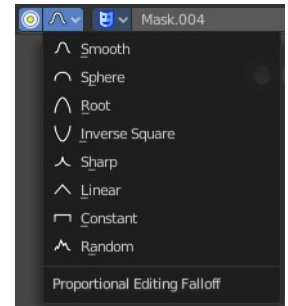 Mask.004
Smooth
Sphere
Root
Inverse Square
Sharp
Linear
Constant
Random
Proportional Editing Falloff